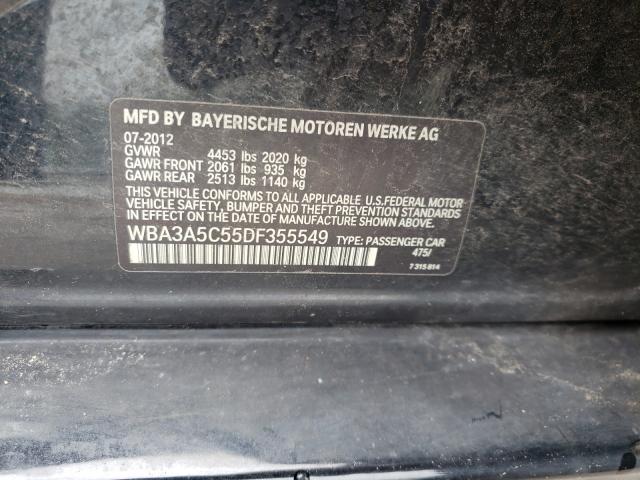 MFD BY BAYERISCHE MOTOREN WERKE AG
07-2012
GVWR 4453 lbs 2020 kg
GAWR FRONT 2061 lbs 935 kg
GAWR REAR 2513 lbs 1140 kg
THIS VEHICLE CONFORMS TO ALL APPLICABLE U.S.FEDERAL MOTOR
VEHICLE SAFETY, BUMPER AND THEFT PREVENTION STANDARDS
IN EFFECT ON DATE OF MANUFACTURE SHOWN ABOVE.
WBA3A5C55DF355549 TYPE: PASSENGER CAR
475/
7 315 814